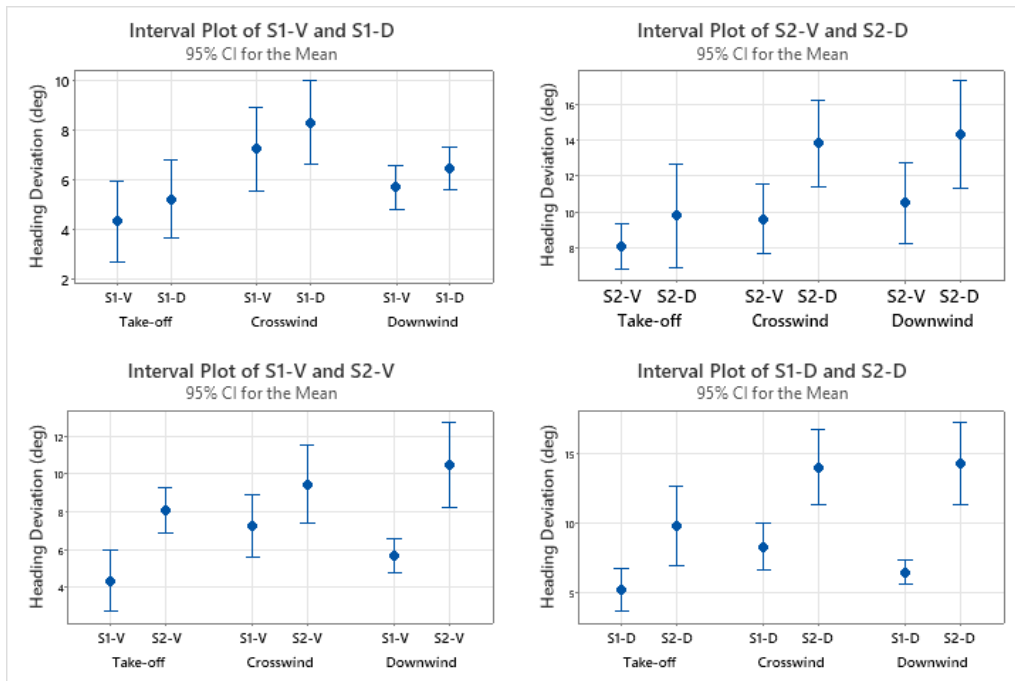 Interval Plot of S1-V and S1-D
95% CI for the Mean
Heading Deviation (deg)
10
8
6
4
2
S1-V S1-D S1-V S1-D S1-V S1-D
Take-off Crosswind Downwind
Interval Plot of S2-V and S2-D
95% CI for the Mean
Heading Deviation (deg)
16
14
12
10
8
S2-V S2-D S2-V S2-D S2-V S2-D
Take-off Crosswind Downwind
Interval Plot of S1-V and S2-V
95% CI for the Mean
Heading Deviation (deg)
12
10
8
6
4
S1-V S2-V S1-V S2-V S1-V S2-V
Take-off Crosswind Downwind
Interval Plot of S1-D and S2-D
95% CI for the Mean
Heading Deviation (deg)
15
10
5
S1-D S2-D S1-D S2-D S1-D S2-D
Take-off Crosswind Downwind